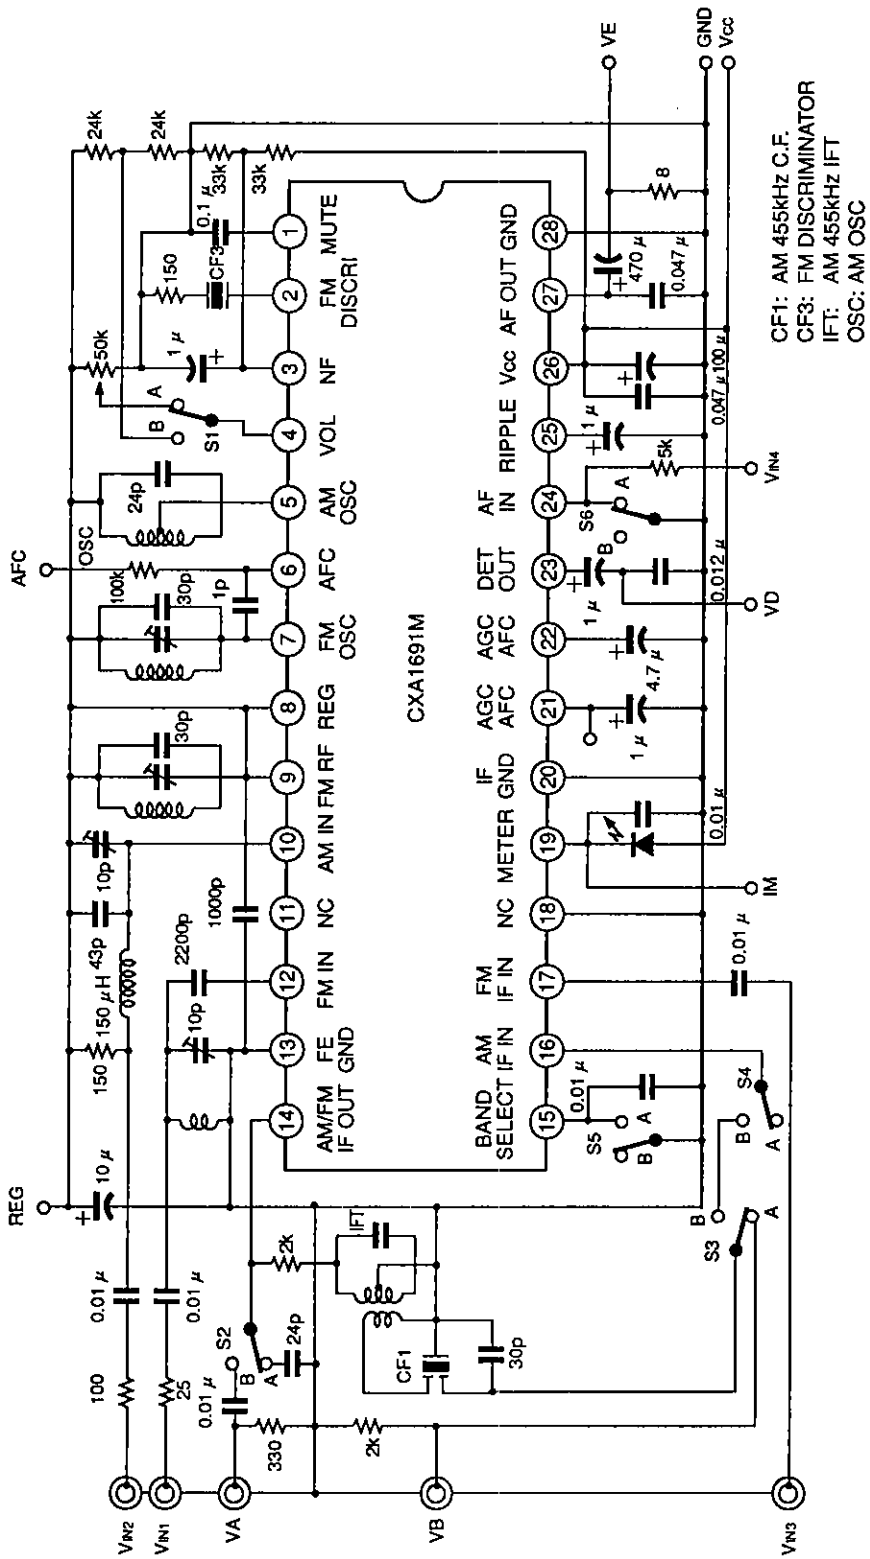 REG
AFC
10 µ
150
150 µH
43p
10p
30p
30p
100k
OSC
24p
50k
24k
24k
100
0.01 µ
25
0.01 µ
10p
2200p
1000p
1p
B
A
S1
1 µ
150
CF3
0.1 µ
33k
33k
VIN2
VIN1
VA
VB
VIN3
0.01 µ
S2
B
A
24p
330
2k
2k
IFT
CF1
30p
14
13
12
11
10
9
8
7
6
5
4
3
2
1
AM/FM
IF OUT
FE
GND
FM IN
NC
AM IN
FM RF
REG
FM
OSC
AFC
AM
OSC
VOL
NF
FM
DISCRI
MUTE
CXA1691M
BAND
SELECT
AM
IF IN
FM
IF IN
NC
METER
IF
GND
AGC
AFC
AGC
AFC
DET
OUT
AF
IN
RIPPLE
Vcc
AF OUT
GND
15
16
17
18
19
20
21
22
23
24
25
26
27
28
0.01 µ
S5
B
A
S3
B
A
S4
B
A
0.01 µ
0.01 µ
IM
1 µ
4.7 µ
1 µ
0.012 µ
VD
S6
B
A
5k
VIN4
1 µ
0.047 µ
100 µ
470 µ
0.047 µ
8
VE
GND
Vcc
CF1: AM 455kHz C.F.
CF3: FM DISCRIMINATOR
IFT: AM 455kHz IFT
OSC: AM OSC